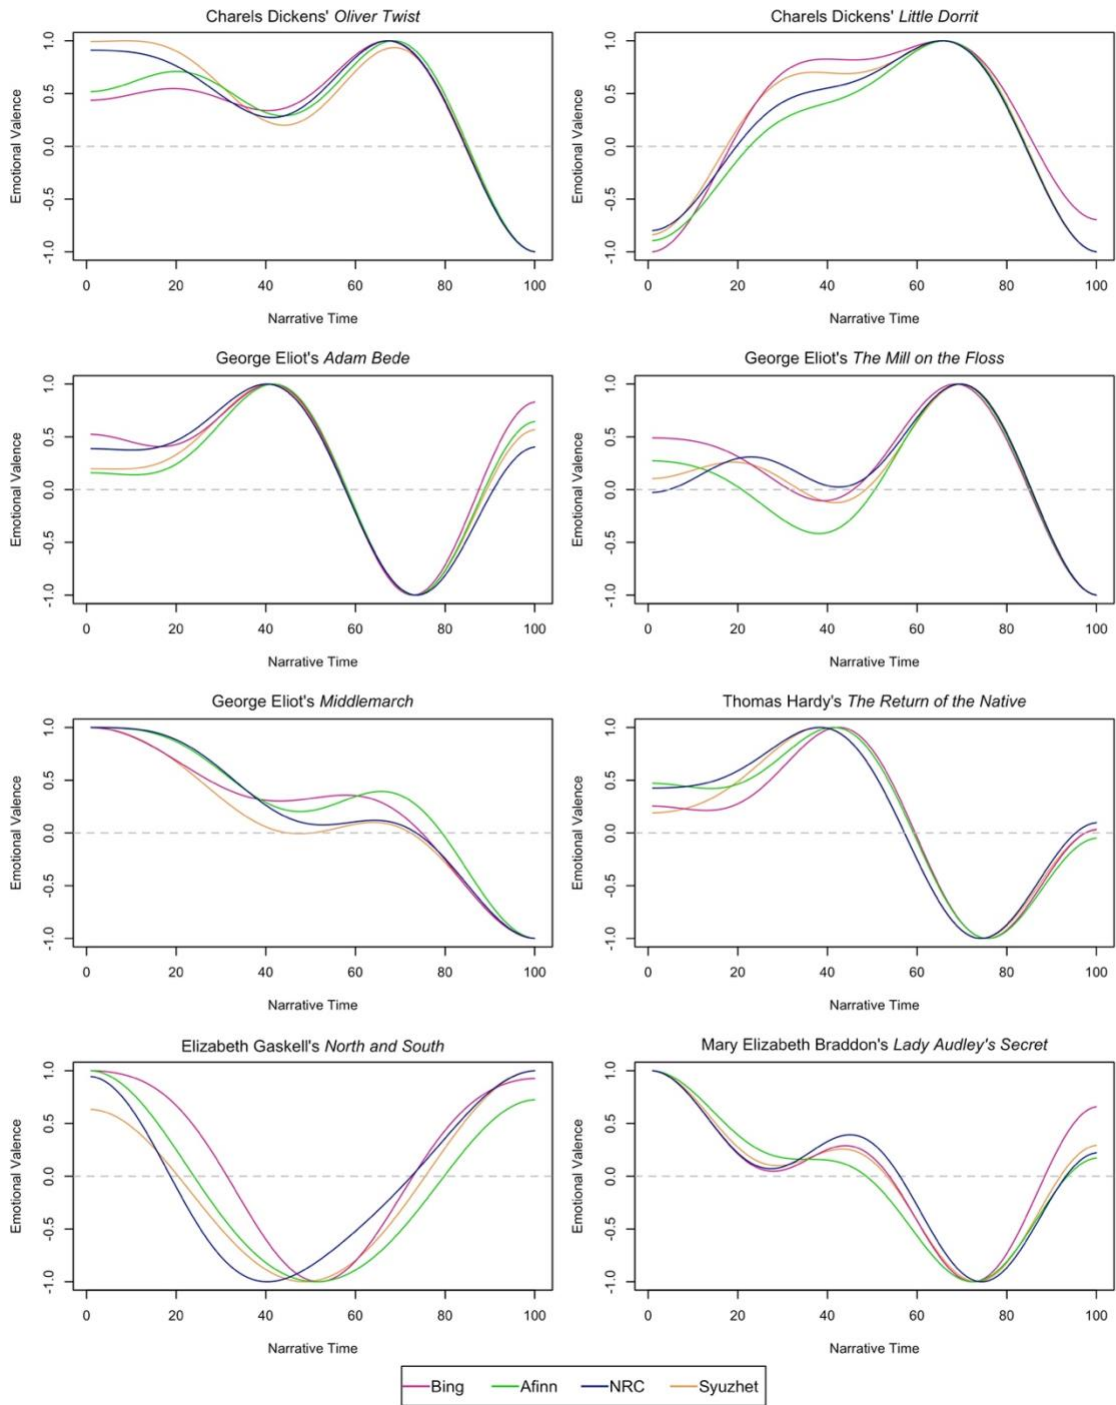 Charels Dickens' Oliver Twist
Emotional Valence
1.0
0.5
0.0
-0.5
-1.0
0 20 40 60 80 100
Narrative Time
Charels Dickens' Little Dorrit
Emotional Valence
1.0
0.5
0.0
-0.5
-1.0
0 20 40 60 80 100
Narrative Time
George Eliot's Adam Bede
Emotional Valence
1.0
0.5
0.0
-0.5
-1.0
0 20 40 60 80 100
Narrative Time
George Eliot's The Mill on the Floss
Emotional Valence
1.0
0.5
0.0
-0.5
-1.0
0 20 40 60 80 100
Narrative Time
George Eliot's Middlemarch
Emotional Valence
1.0
0.5
0.0
-0.5
-1.0
0 20 40 60 80 100
Narrative Time
Thomas Hardy's The Return of the Native
Emotional Valence
1.0
0.5
0.0
-0.5
-1.0
0 20 40 60 80 100
Narrative Time
Elizabeth Gaskell's North and South
Emotional Valence
1.0
0.5
0.0
-0.5
-1.0
0 20 40 60 80 100
Narrative Time
Mary Elizabeth Braddon's Lady Audley's Secret
Emotional Valence
1.0
0.5
0.0
-0.5
-1.0
0 20 40 60 80 100
Narrative Time
Bing Afinn NRC Syuzhet